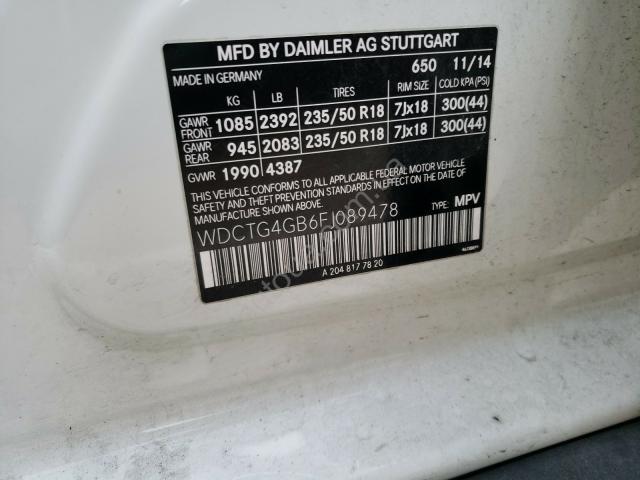 MFD BY DAIMLER AG STUTTGART
MADE IN GERMANY 650 11/14
KG LB TIRES RIM SIZE COLD KPA (PSI)
GAWR FRONT 1085 2392 235/50 R18 7Jx18 300(44)
GAWR REAR 945 2083 235/50 R18 7Jx18 300(44)
GVWR 1990 4387
THIS VEHICLE CONFORMS TO ALL APPLICABLE FEDERAL MOTOR VEHICLE
SAFETY, BUMPER, AND THEFT PREVENTION STANDARDS IN EFFECT ON THE
DATE OF MANUFACTURE SHOWN ABOVE.
WDCTG4GB6FJ089478 TYPE: MPV
A 204 817 78 20